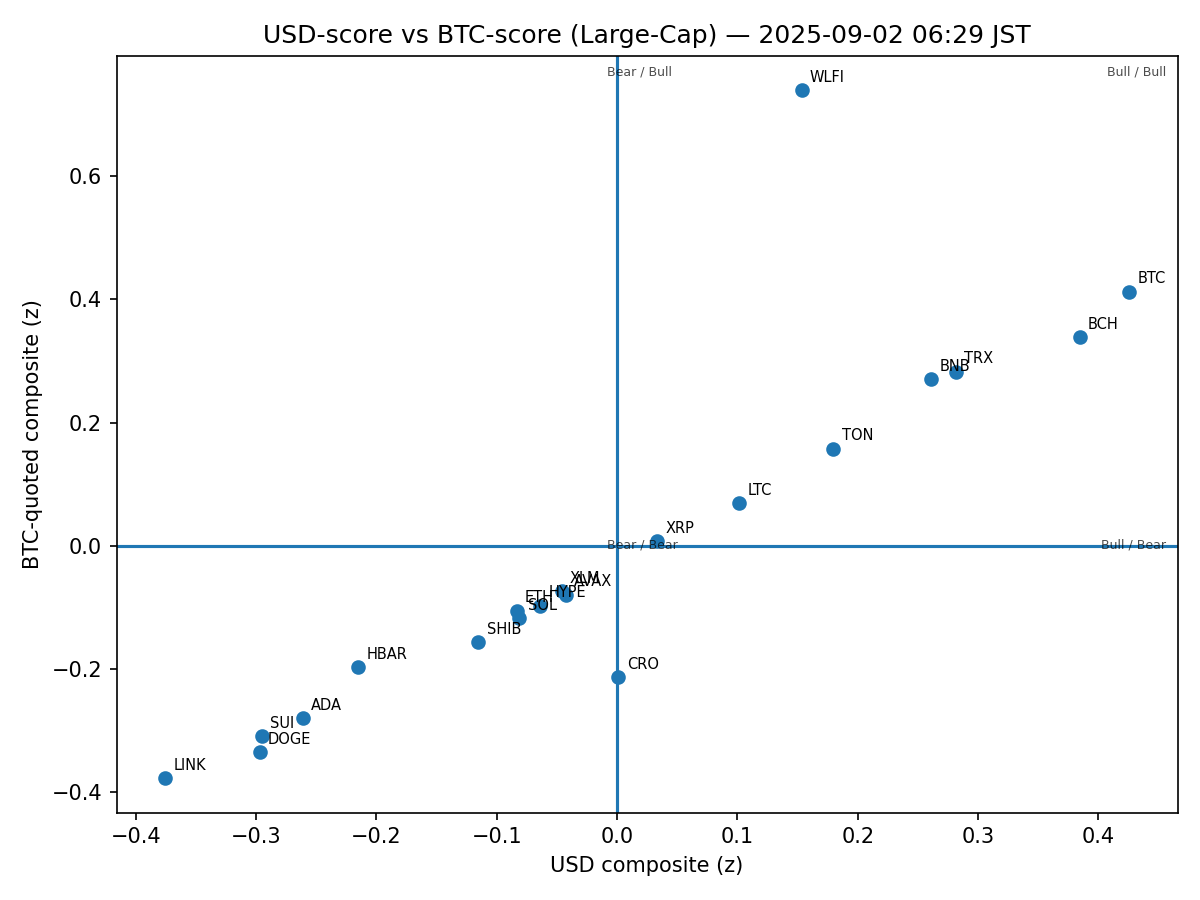 USD-score vs BTC-score (Large-Cap) — 2025-09-02 06:29 JST
Bear / Bull
Bull / Bull
WLFI
BTC
BCH
TRX
BNB
TON
LTC
XRP
Bear / Bear
Bull / Bear
XLM
AVAX
HYPE
ETH
SOL
SHIB
HBAR
CRO
ADA
SUI
DOGE
LINK
BTC-quoted composite (z)
0.6
0.4
0.2
0.0
−0.2
−0.4
−0.4
−0.3
−0.2
−0.1
0.0
0.1
0.2
0.3
0.4
USD composite (z)